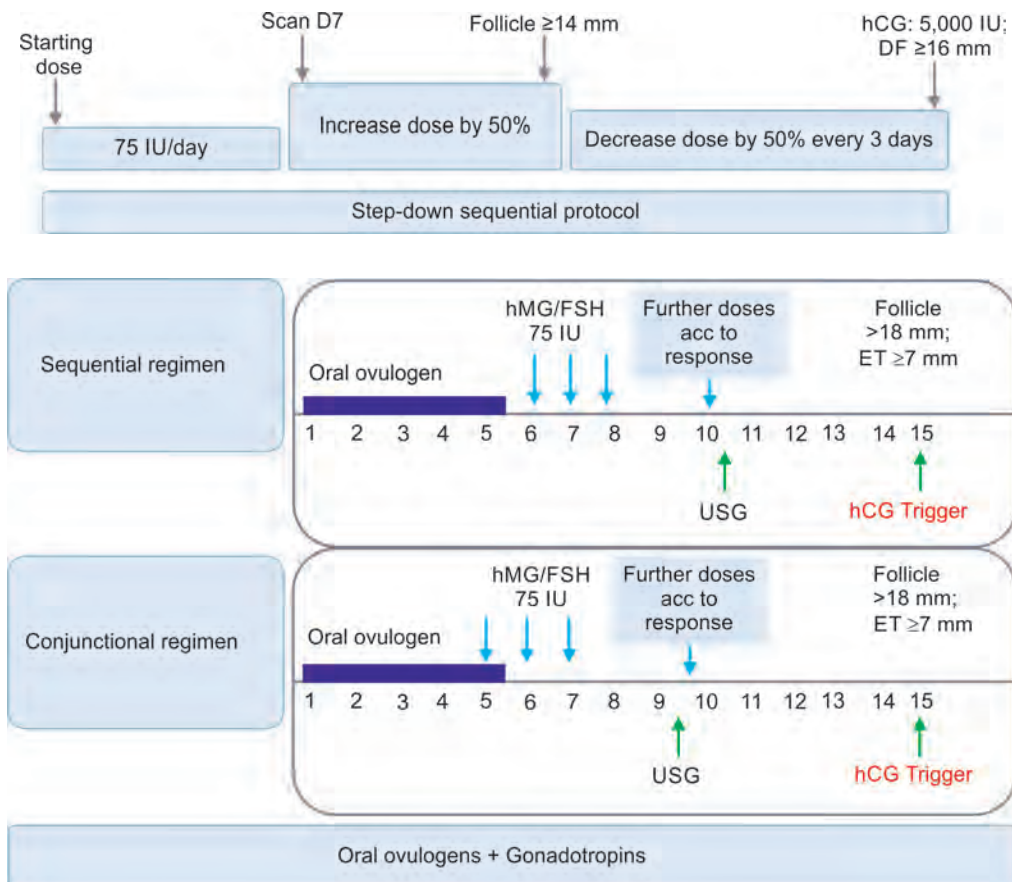 Starting
dose
Scan D7
Follicle ≥14 mm
hCG: 5,000 IU;
DF ≥16 mm
75 IU/day
Increase dose by 50%
Decrease dose by 50% every 3 days
Step-down sequential protocol
Sequential regimen
Oral ovulogen
hMG/FSH
75 IU
Further doses
acc to
response
Follicle
>18 mm;
ET ≥7 mm
1 2 3 4 5 6 7 8 9 10 11 12 13 14 15
USG
hCG Trigger
Conjunctional regimen
Oral ovulogen
hMG/FSH
75 IU
Further doses
acc to
response
Follicle
>18 mm;
ET ≥7 mm
1 2 3 4 5 6 7 8 9 10 11 12 13 14 15
USG
hCG Trigger
Oral ovulogens + Gonadotropins